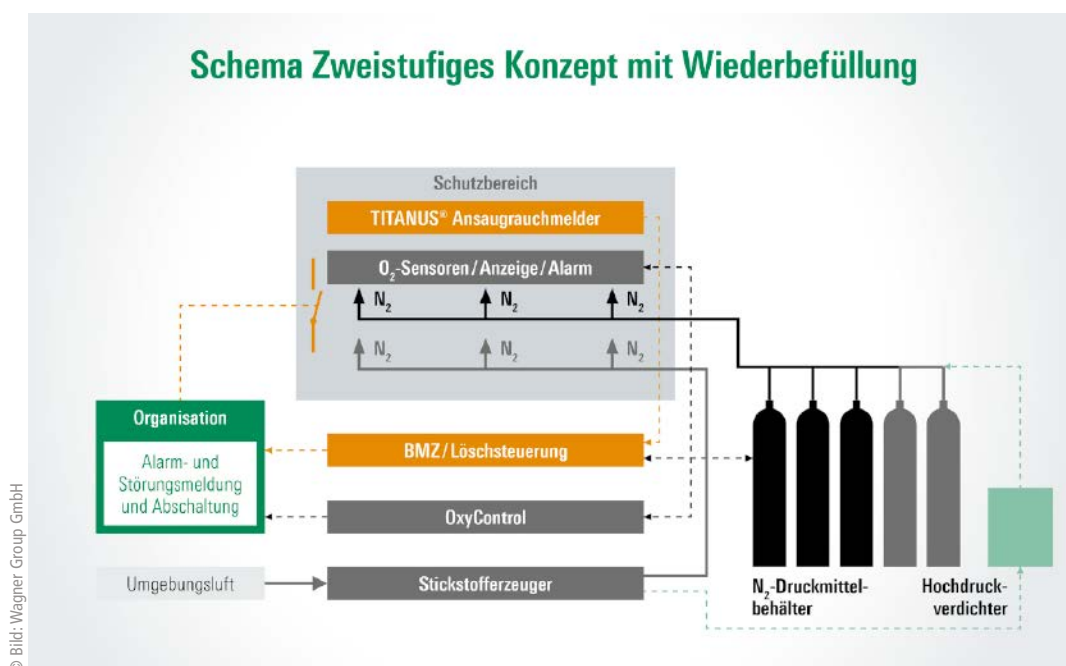 Schema Zweistufiges Konzept mit Wiederbefüllung
Schutzbereich
TITANUS® Ansaugrauchmelder
O₂-Sensoren/Anzeige/Alarm
N₂ N₂ N₂
N₂ N₂ N₂
Organisation
Alarm- und
Störungsmeldung
und Abschaltung
BMZ/Löschsteuerung
OxyControl
Umgebungsluft
Stickstofferzeuger
N₂-Druckmittel-
behälter
Hochdruck-
verdichter
© Bild: Wagner Group GmbH